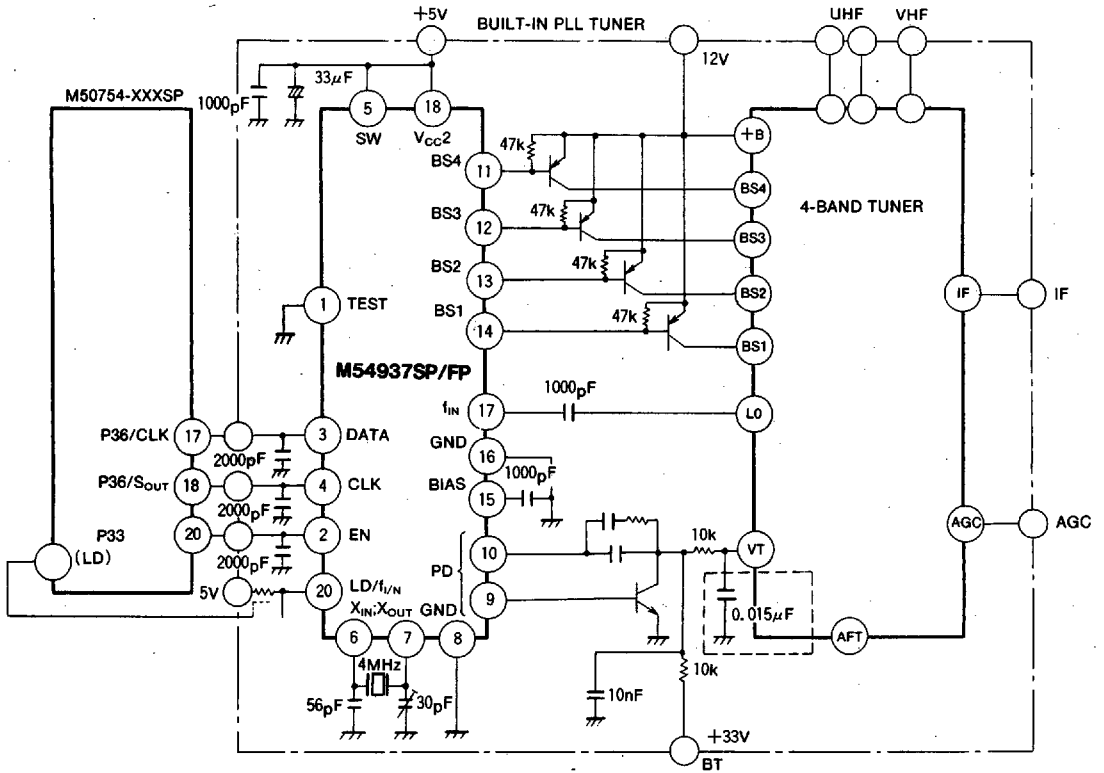 +5V
BUILT-IN PLL TUNER
12V
UHF
VHF
M50754-XXXSP
1000pF
33μF
5
SW
18
VCC2
47k
+B
BS4
11
BS4
BS3
12
47k
BS3
4-BAND TUNER
BS2
13
47k
BS2
IF
IF
1
TEST
BS1
14
47k
BS1
M54937SP/FP
1000pF
fIN
17
LO
P36/CLK
17
3
DATA
GND
16
2000pF
1000pF
P36/SOUT
18
4
CLK
BIAS
15
2000pF
P33
20
2
EN
AGC
AGC
(LD)
2000pF
PD
10
10k
VT
5V
20
LD/f1/N
9
0.015μF
XIN;XOUT
GND
6
7
8
AFT
4MHz
56pF
30pF
10nF
10k
+33V
BT